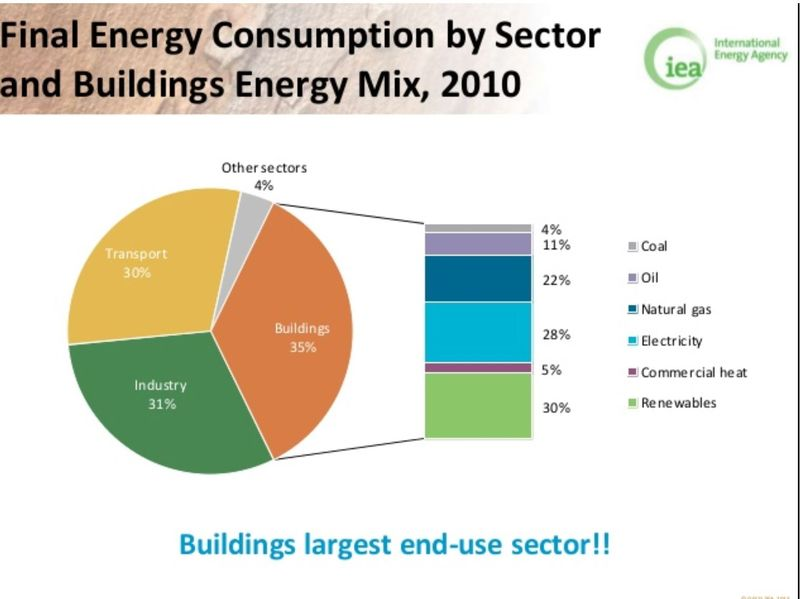 Final Energy Consumption by Sector
and Buildings Energy Mix, 2010
iea
International
Energy Agency
Other sectors
4%
Transport
30%
Buildings
35%
Industry
31%
4%
11%
22%
28%
5%
30%
Coal
Oil
Natural gas
Electricity
Commercial heat
Renewables
Buildings largest end-use sector!!